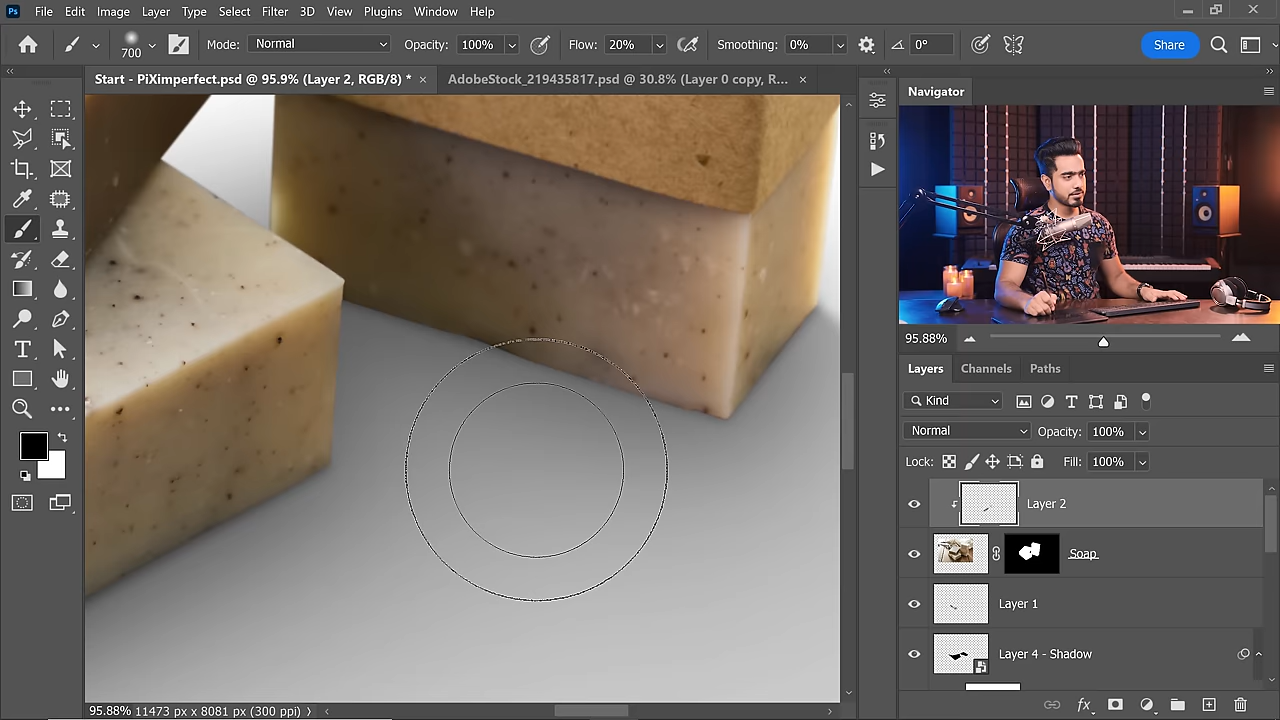 Ps File Edit Image Layer Type Select Filter 3D View Plugins Window Help
700 Mode: Normal Opacity: 100% Flow: 20% Smoothing: 0% 0° Share
Start - PiXimperfect.psd @ 95.9% (Layer 2, RGB/8) * × AdobeStock_219435817.psd @ 30.8% (Layer 0 copy, R... ×
Navigator
95.88%
Layers Channels Paths
Kind
Normal Opacity: 100%
Lock: Fill: 100%
Layer 2
Soap
Layer 1
Layer 4 - Shadow
fx
95.88% 11473 px x 8081 px (300 ppi)